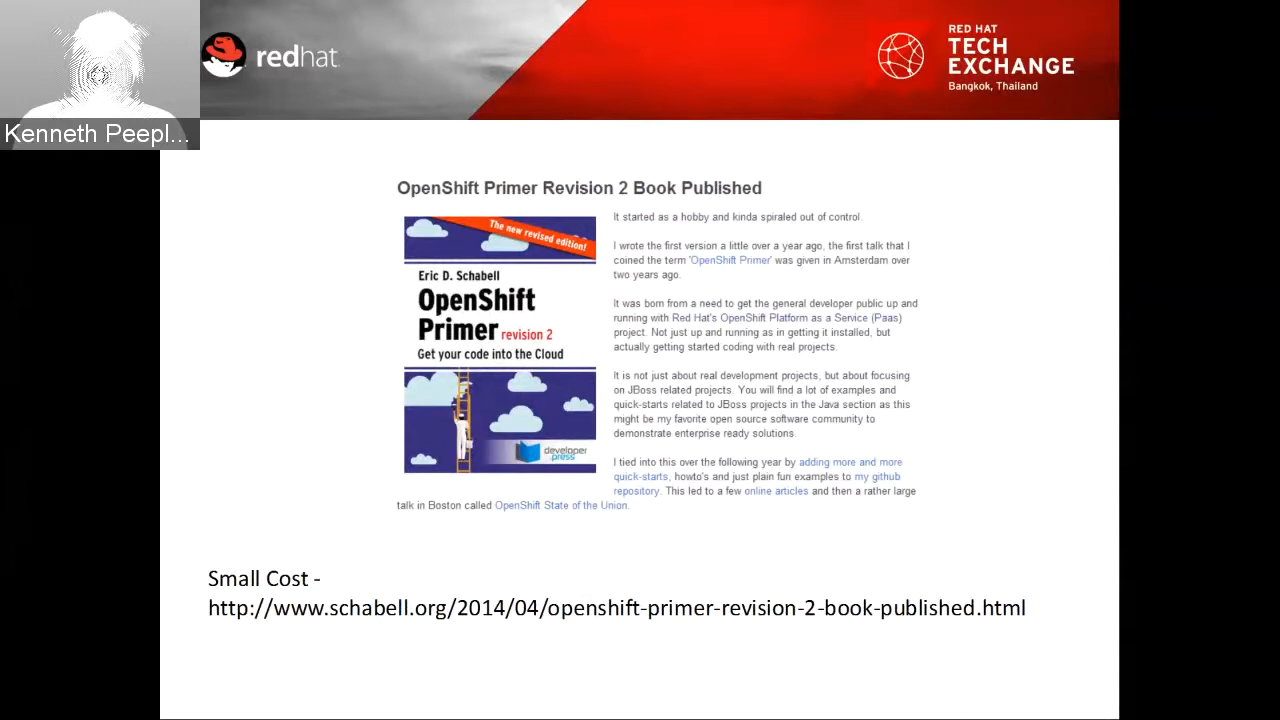 redhat.
RED HAT
TECH
EXCHANGE
Bangkok, Thailand
Kenneth Peepl...
OpenShift Primer Revision 2 Book Published
The new revised edition!
Eric D. Schabell
OpenShift
Primer revision 2
Get your code into the Cloud
developer
press
It started as a hobby and kinda spiraled out of control.
I wrote the first version a little over a year ago, the first talk that I
coined the term 'OpenShift Primer' was given in Amsterdam over
two years ago.
It was born from a need to get the general developer public up and
running with Red Hat's OpenShift Platform as a Service (Paas)
project. Not just up and running as in getting it installed, but
actually getting started coding with real projects.
It is not just about real development projects, but about focusing
on JBoss related projects. You will find a lot of examples and
quick-starts related to JBoss projects in the Java section as this
might be my favorite open source software community to
demonstrate enterprise ready solutions.
I tied into this over the following year by adding more and more
quick-starts, howto's and just plain fun examples to my github
repository. This led to a few online articles and then a rather large
talk in Boston called OpenShift State of the Union.
Small Cost -
http://www.schabell.org/2014/04/openshift-primer-revision-2-book-published.html